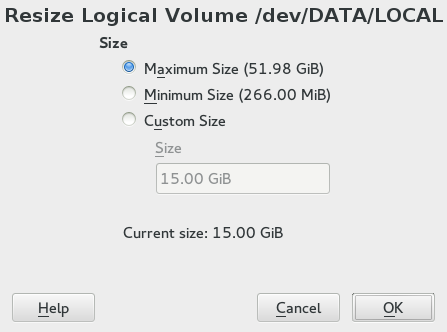 Resize Logical Volume /dev/DATA/LOCAL
Size
Maximum Size (51.98 GiB)
Minimum Size (266.00 MiB)
Custom Size
Size
15.00 GiB
Current size: 15.00 GiB
Help Cancel OK